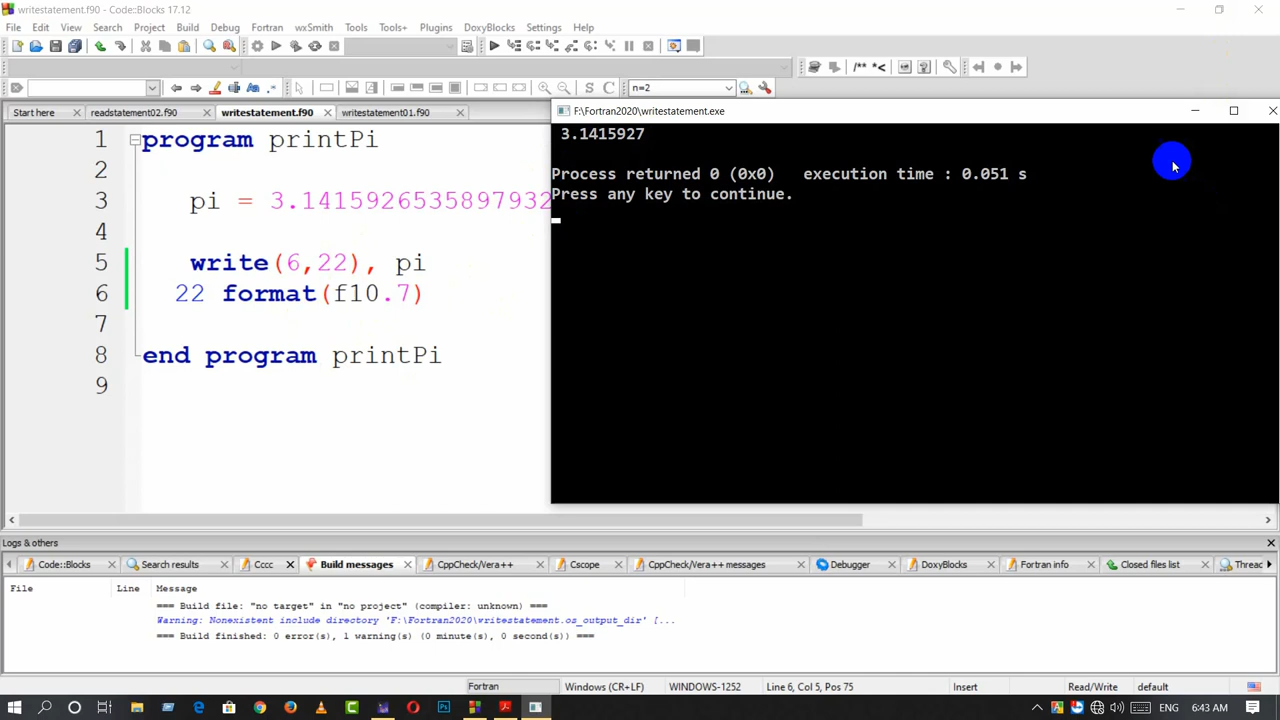 writestatement.f90 - Code::Blocks 17.12
File Edit View Search Project Build Debug Fortran wxSmith Tools Tools+ Plugins DoxyBlocks Settings Help
/** *<
S C n=2
Start here readstatement02.f90 writestatement.f90 writestatement01.f90
F:\Fortran2020\writestatement.exe
1 program printPi
2
3 pi = 3.1415926535897932
4
5 write(6,22), pi
6 22 format(f10.7)
7
8 end program printPi
9
3.1415927
Process returned 0 (0x0) execution time : 0.051 s
Press any key to continue.
Logs & others
Code::Blocks Search results Cccc Build messages CppCheck/Vera++ Cscope CppCheck/Vera++ messages Debugger DoxyBlocks Fortran info Closed files list Threac
File Line Message
=== Build file: "no target" in "no project" (compiler: unknown) ===
Warning: Nonexistent include directory 'F:\Fortran2020\writestatement.os_output_dir' [...
=== Build finished: 0 error(s), 1 warning(s) (0 minute(s), 0 second(s)) ===
Fortran Windows (CR+LF) WINDOWS-1252 Line 6, Col 5, Pos 75 Insert Read/Write default
ENG 6:43 AM